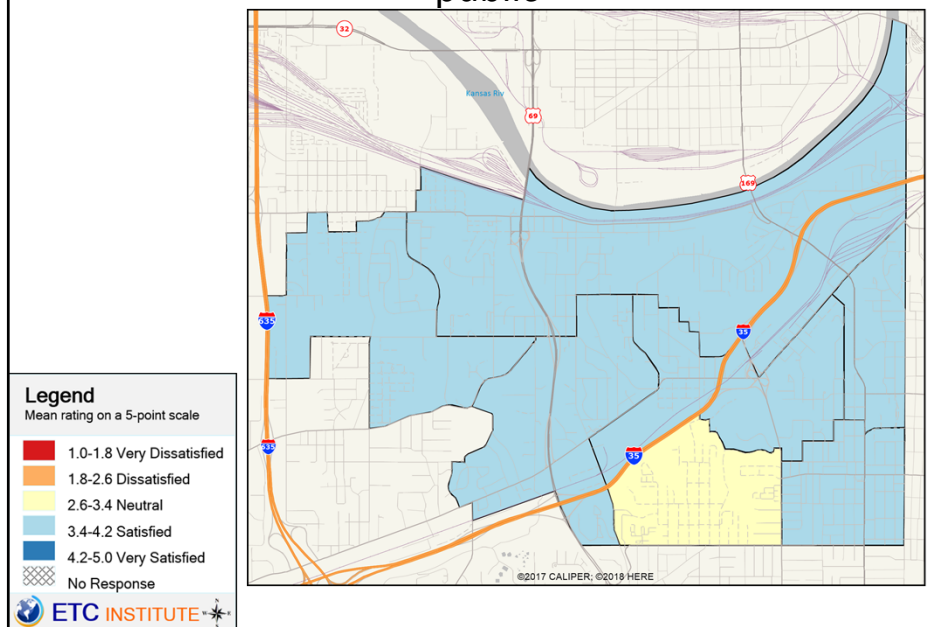 32
Kansas Riv
69
169
635
35
Legend
Mean rating on a 5-point scale
635
1.0-1.8 Very Dissatisfied
35
1.8-2.6 Dissatisfied
2.6-3.4 Neutral
3.4-4.2 Satisfied
4.2-5.0 Very Satisfied
No Response
©2017 CALIPER; ©2018 HERE
ETC INSTITUTE